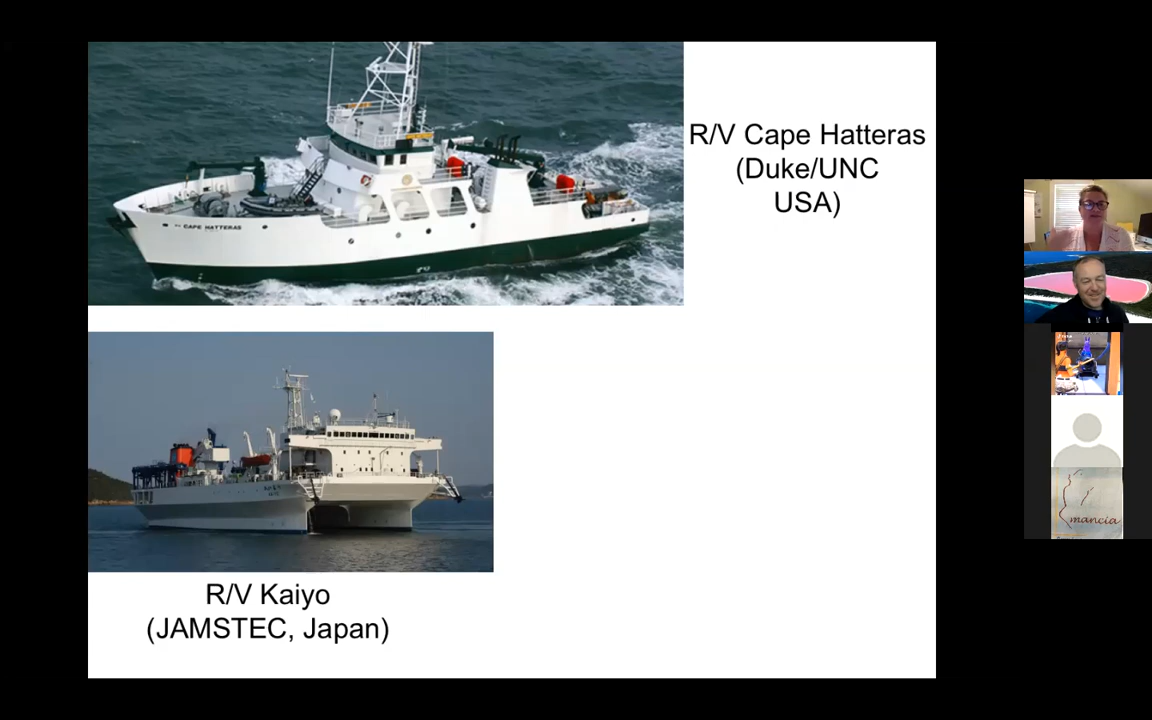 R/V Cape Hatteras
(Duke/UNC
USA)
CAPE HATTERAS
R/V Kaiyo
(JAMSTEC, Japan)
mancia